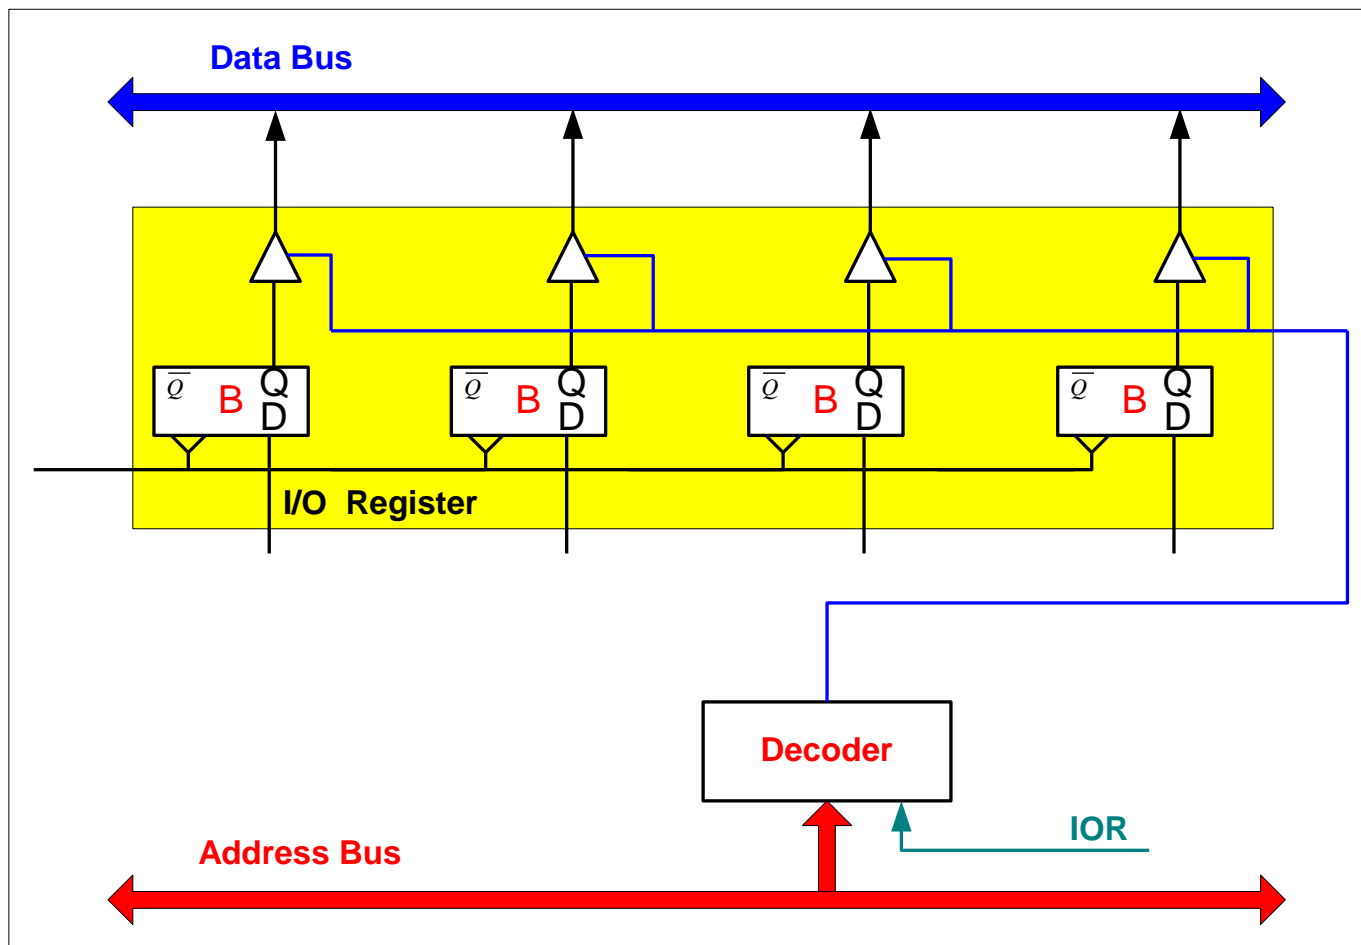 Data Bus
Q̅ B Q D
Q̅ B Q D
Q̅ B Q D
Q̅ B Q D
I/O Register
Decoder
IOR
Address Bus